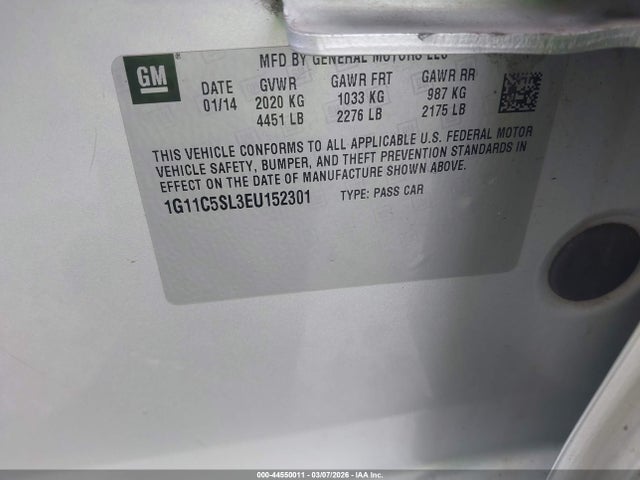 GM
MFD BY GENERAL MOTORS LLC
DATE GVWR GAWR FRT GAWR RR
01/14 2020 KG 1033 KG 987 KG
4451 LB 2276 LB 2175 LB
THIS VEHICLE CONFORMS TO ALL APPLICABLE U.S. FEDERAL MOTOR
VEHICLE SAFETY, BUMPER, AND THEFT PREVENTION STANDARDS IN
EFFECT ON THE DATE OF MANUFACTURE SHOWN ABOVE.
1G11C5SL3EU152301 TYPE: PASS CAR
000-44550011 - 03/07/2026 - IAA Inc.